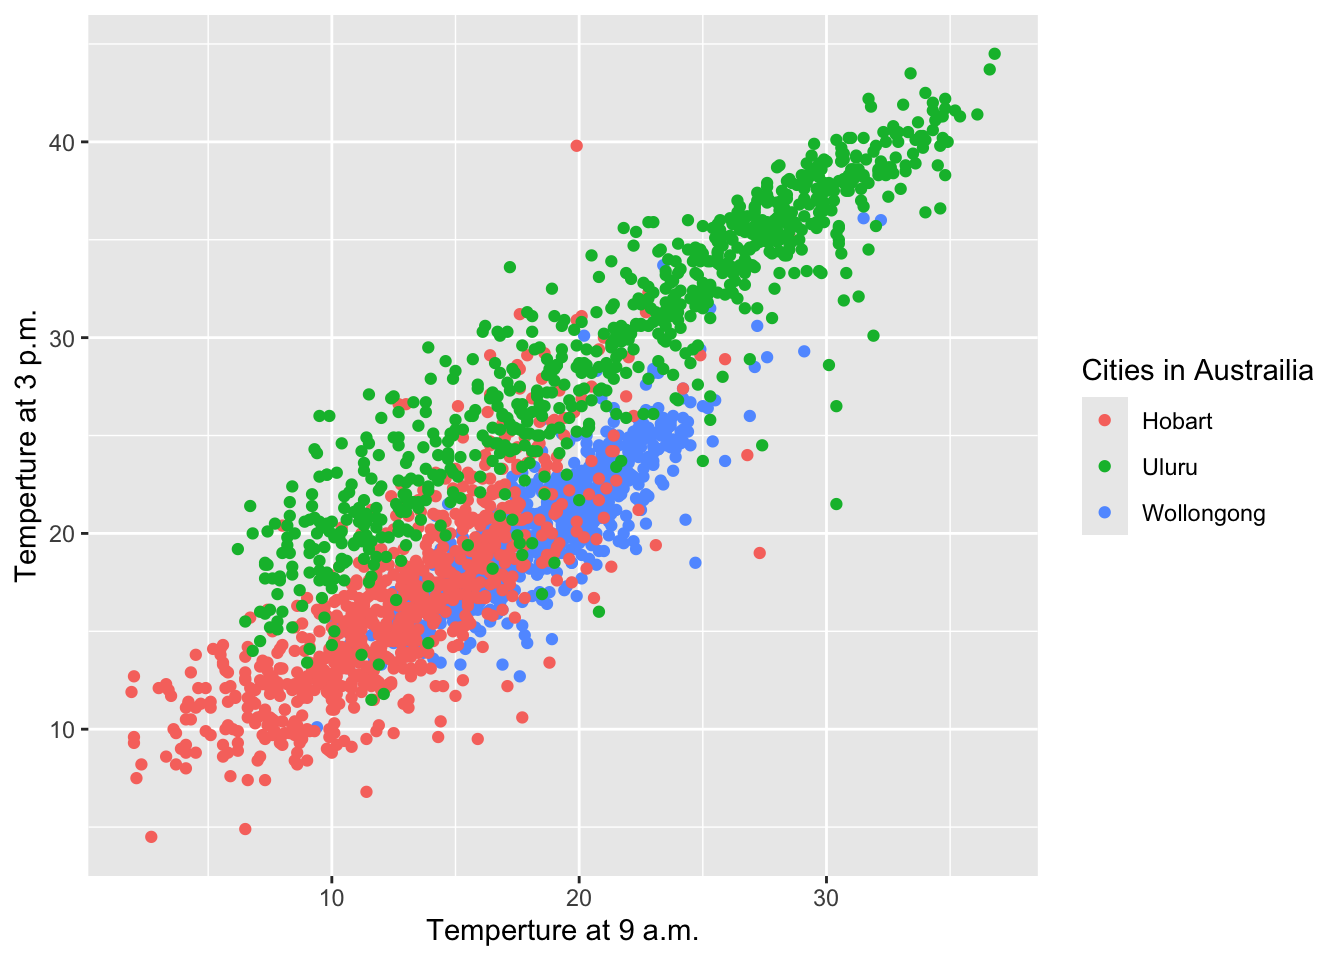 40
30
20
10
Temperture at 3 p.m.
10 20 30
Temperture at 9 a.m.
Cities in Austrailia
Hobart
Uluru
Wollongong